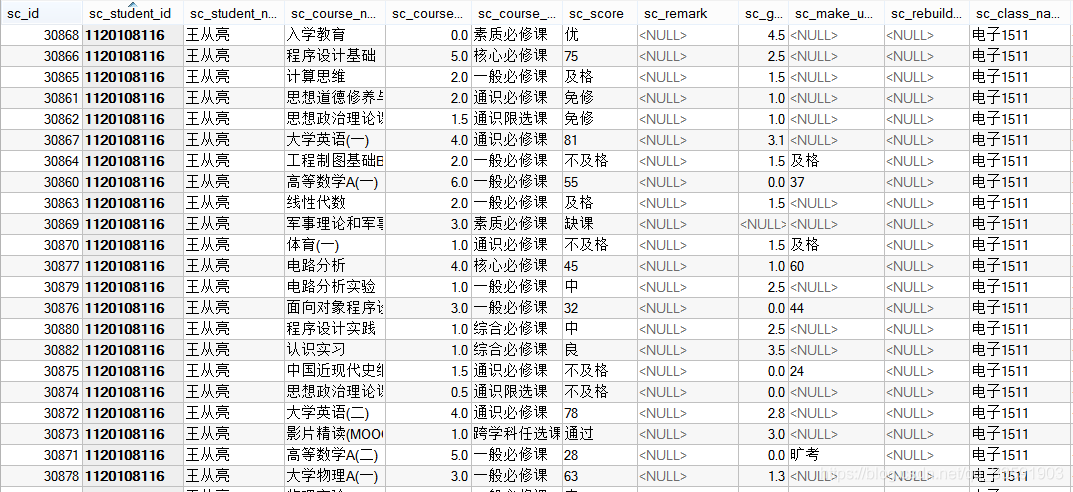 sc_id sc_student_id sc_student_n... sc_course_n... sc_course... sc_course_... sc_score sc_remark sc_g... sc_make_u... sc_rebuild... sc_class_na...
30868 1120108116 王从亮 入学教育 0.0 素质必修课 优 <NULL> 4.5 <NULL> <NULL> 电子1511
30866 1120108116 王从亮 程序设计基础 5.0 核心必修课 75 <NULL> 2.5 <NULL> <NULL> 电子1511
30865 1120108116 王从亮 计算思维 2.0 一般必修课 及格 <NULL> 1.5 <NULL> <NULL> 电子1511
30861 1120108116 王从亮 思想道德修养与 2.0 通识必修课 免修 <NULL> 1.0 <NULL> <NULL> 电子1511
30862 1120108116 王从亮 思想政治理论课 1.5 通识限选课 免修 <NULL> 1.0 <NULL> <NULL> 电子1511
30867 1120108116 王从亮 大学英语(一) 4.0 通识必修课 81 <NULL> 3.1 <NULL> <NULL> 电子1511
30864 1120108116 王从亮 工程制图基础B 2.0 一般必修课 不及格 <NULL> 1.5 及格 <NULL> 电子1511
30860 1120108116 王从亮 高等数学A(一) 6.0 一般必修课 55 <NULL> 0.0 37 <NULL> 电子1511
30863 1120108116 王从亮 线性代数 2.0 一般必修课 及格 <NULL> 1.5 <NULL> <NULL> 电子1511
30869 1120108116 王从亮 军事理论和军事 3.0 素质必修课 缺课 <NULL> <NULL> <NULL> <NULL> 电子1511
30870 1120108116 王从亮 体育(一) 1.0 通识必修课 不及格 <NULL> 1.5 及格 <NULL> 电子1511
30877 1120108116 王从亮 电路分析 4.0 核心必修课 45 <NULL> 1.0 60 <NULL> 电子1511
30879 1120108116 王从亮 电路分析实验 1.0 一般必修课 中 <NULL> 2.5 <NULL> <NULL> 电子1511
30876 1120108116 王从亮 面向对象程序设 3.0 一般必修课 32 <NULL> 0.0 44 <NULL> 电子1511
30880 1120108116 王从亮 程序设计实践 1.0 综合必修课 中 <NULL> 2.5 <NULL> <NULL> 电子1511
30882 1120108116 王从亮 认识实习 1.0 综合必修课 良 <NULL> 3.5 <NULL> <NULL> 电子1511
30875 1120108116 王从亮 中国近现代史纲 1.5 通识必修课 不及格 <NULL> 0.0 24 <NULL> 电子1511
30874 1120108116 王从亮 思想政治理论课 0.5 通识限选课 不及格 <NULL> 0.0 <NULL> <NULL> 电子1511
30872 1120108116 王从亮 大学英语(二) 4.0 通识必修课 78 <NULL> 2.8 <NULL> <NULL> 电子1511
30873 1120108116 王从亮 影片精读(MOO 1.0 跨学科任选课 通过 <NULL> 3.0 <NULL> <NULL> 电子1511
30871 1120108116 王从亮 高等数学A(二) 5.0 一般必修课 28 <NULL> 0.0 旷考 <NULL> 电子1511
30878 1120108116 王从亮 大学物理A(一) 3.0 一般必修课 63 <NULL> 1.3 <NULL> <NULL> 电子1511